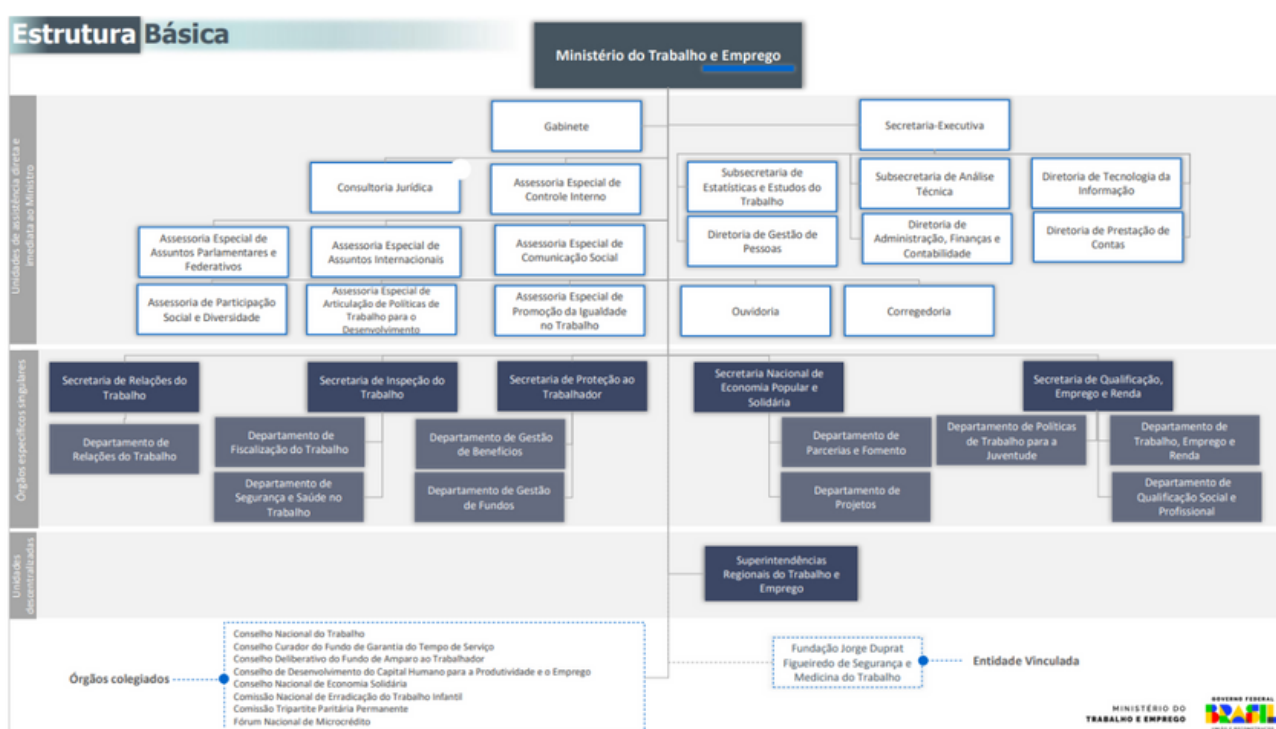 Estrutura Básica
Ministério do Trabalho e Emprego
Unidades de assistência direta e
imediata ao Ministro
Gabinete
Secretaria-Executiva
Consultoria Jurídica
Assessoria Especial de
Controle Interno
Subsecretaria de
Estatísticas e Estudos do
Trabalho
Subsecretaria de Análise
Técnica
Diretoria de Tecnologia da
Informação
Diretoria de Gestão de
Pessoas
Diretoria de
Administração, Finanças e
Contabilidade
Diretoria de Prestação de
Contas
Assessoria Especial de
Assuntos Parlamentares e
Federativos
Assessoria Especial de
Assuntos Internacionais
Assessoria Especial de
Comunicação Social
Assessoria de Participação
Social e Diversidade
Assessoria Especial de
Articulação de Políticas de
Trabalho para o
Desenvolvimento
Assessoria Especial de
Promoção da Igualdade
no Trabalho
Ouvidoria
Corregedoria
Órgãos específicos singulares
Secretaria de Relações do
Trabalho
Secretaria de Inspeção do
Trabalho
Secretaria de Proteção ao
Trabalhador
Secretaria Nacional de
Economia Popular e
Solidária
Secretaria de Qualificação,
Emprego e Renda
Departamento de
Relações do Trabalho
Departamento de
Fiscalização do Trabalho
Departamento de Gestão
de Benefícios
Departamento de
Parcerias e Fomento
Departamento de Políticas
de Trabalho para a
Juventude
Departamento de
Trabalho, Emprego e
Renda
Departamento de
Segurança e Saúde no
Trabalho
Departamento de Gestão
de Fundos
Departamento de
Projetos
Departamento de
Qualificação Social e
Profissional
Unidades
descentralizadas
Superintendências
Regionais do Trabalho e
Emprego
Órgãos colegiados
Conselho Nacional do Trabalho
Conselho Curador do Fundo de Garantia do Tempo de Serviço
Conselho Deliberativo do Fundo de Amparo ao Trabalhador
Conselho de Desenvolvimento do Capital Humano para a Produtividade e o Emprego
Conselho Nacional de Economia Solidária
Comissão Nacional de Erradicação do Trabalho Infantil
Comissão Tripartite Paritária Permanente
Fórum Nacional de Microcrédito
Fundação Jorge Duprat
Figueiredo de Segurança e
Medicina do Trabalho
Entidade Vinculada
MINISTÉRIO DO
TRABALHO E EMPREGO
GOVERNO FEDERAL
BRASIL